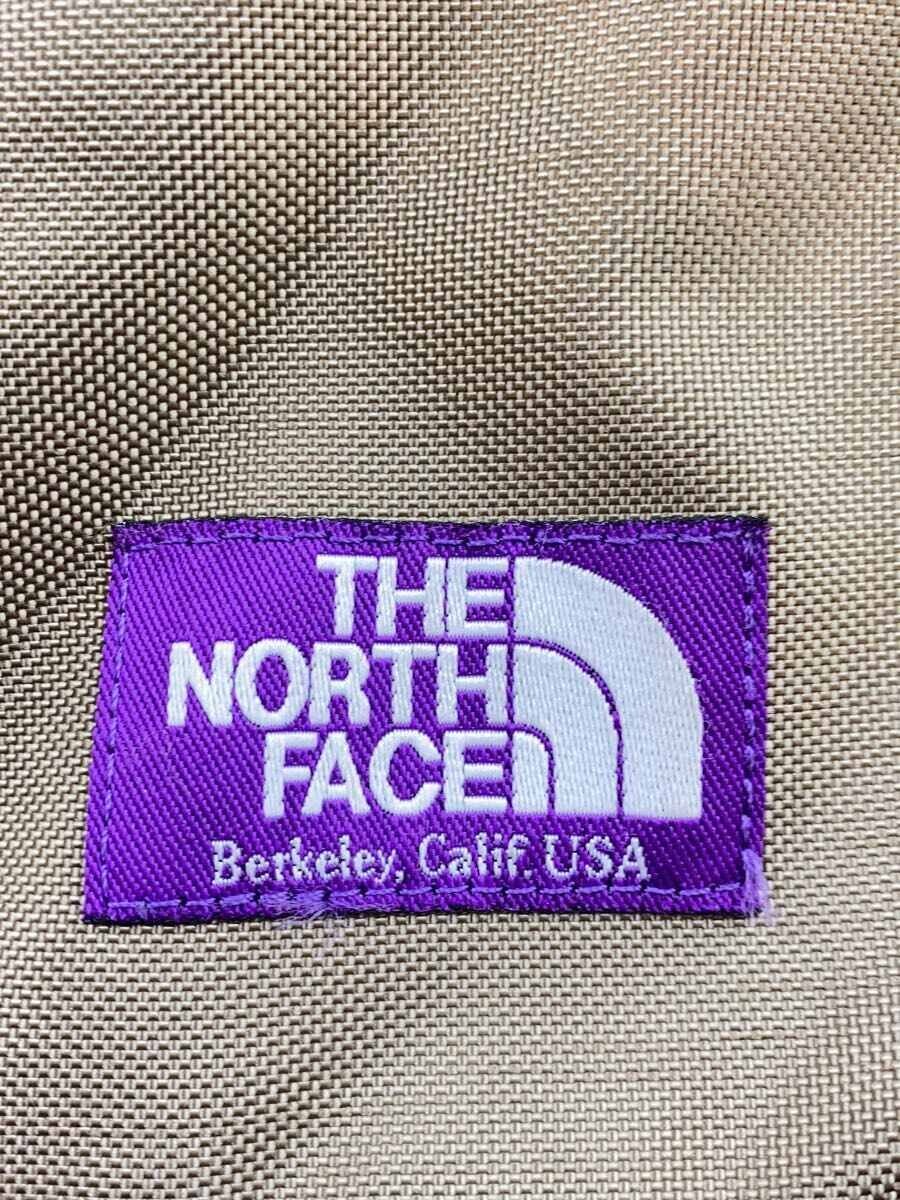 THE
NORTH
FACE
Berkeley, Calif. USA